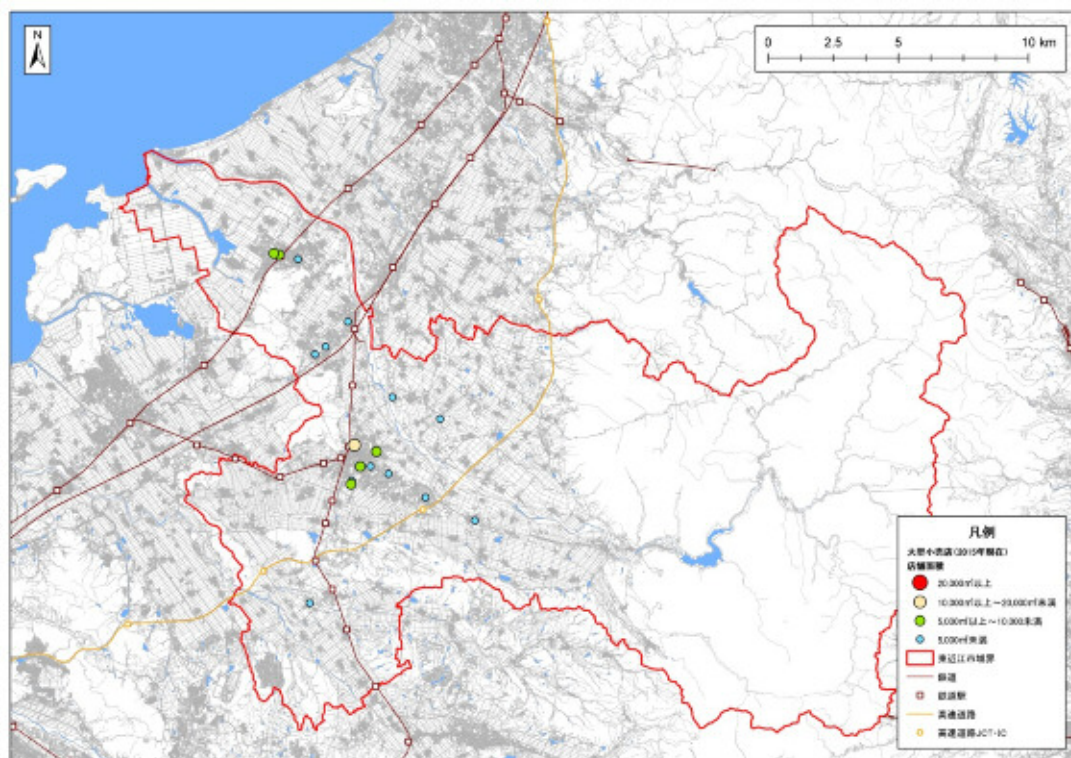 N
0 2.5 5 10 km
凡例
大型小売店(2015年現在)
店舗面積
20,000㎡以上
10,000㎡以上~20,000㎡未満
5,000㎡以上~10,000未満
5,000㎡未満
東近江市域界
鉄道
鉄道駅
高速道路
高速道路JCT・IC